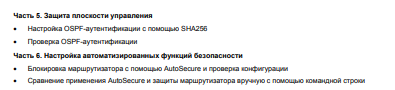 Часть 5. Защита плоскости управления
• Настройка OSPF-аутентификации с помощью SHA256
• Проверка OSPF-аутентификации
Часть 6. Настройка автоматизированных функций безопасности
• Блокировка маршрутизатора с помощью AutoSecure и проверка конфигурации
• Сравнение применения AutoSecure и защиты маршрутизатора вручную с помощью командной строки